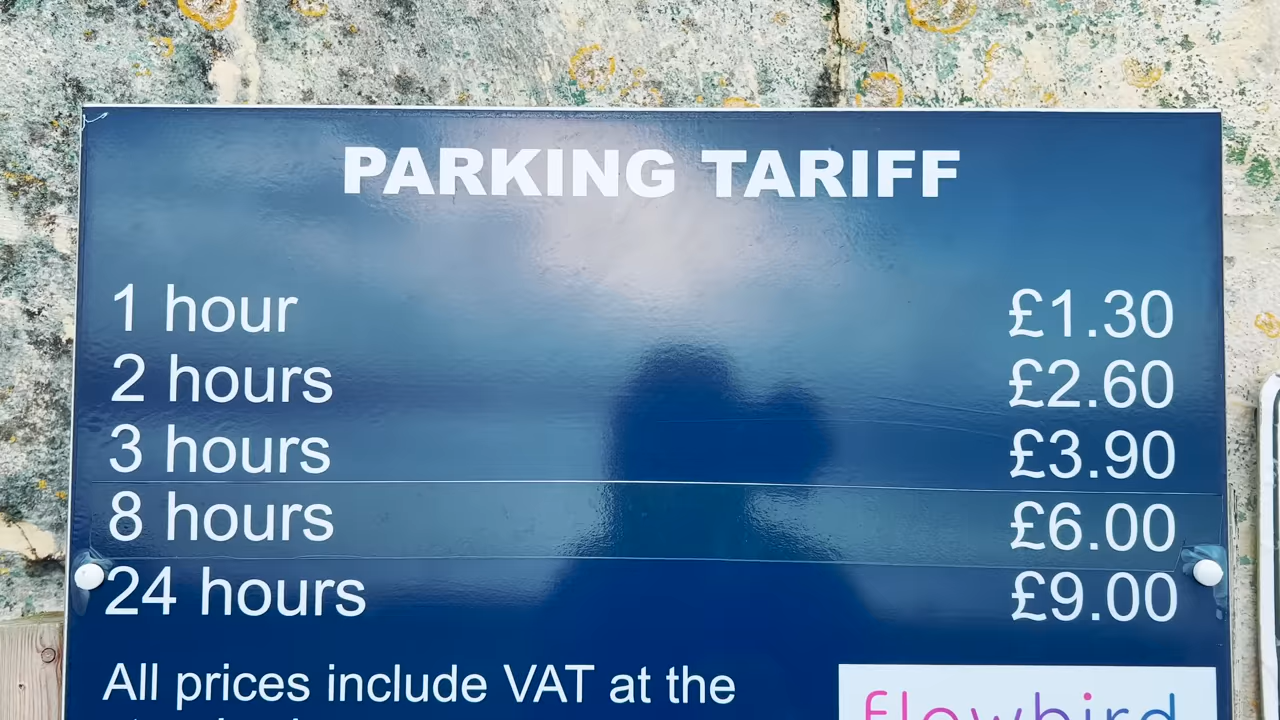 PARKING TARIFF
1 hour £1.30
2 hours £2.60
3 hours £3.90
8 hours £6.00
24 hours £9.00
All prices include VAT at the
flowbird